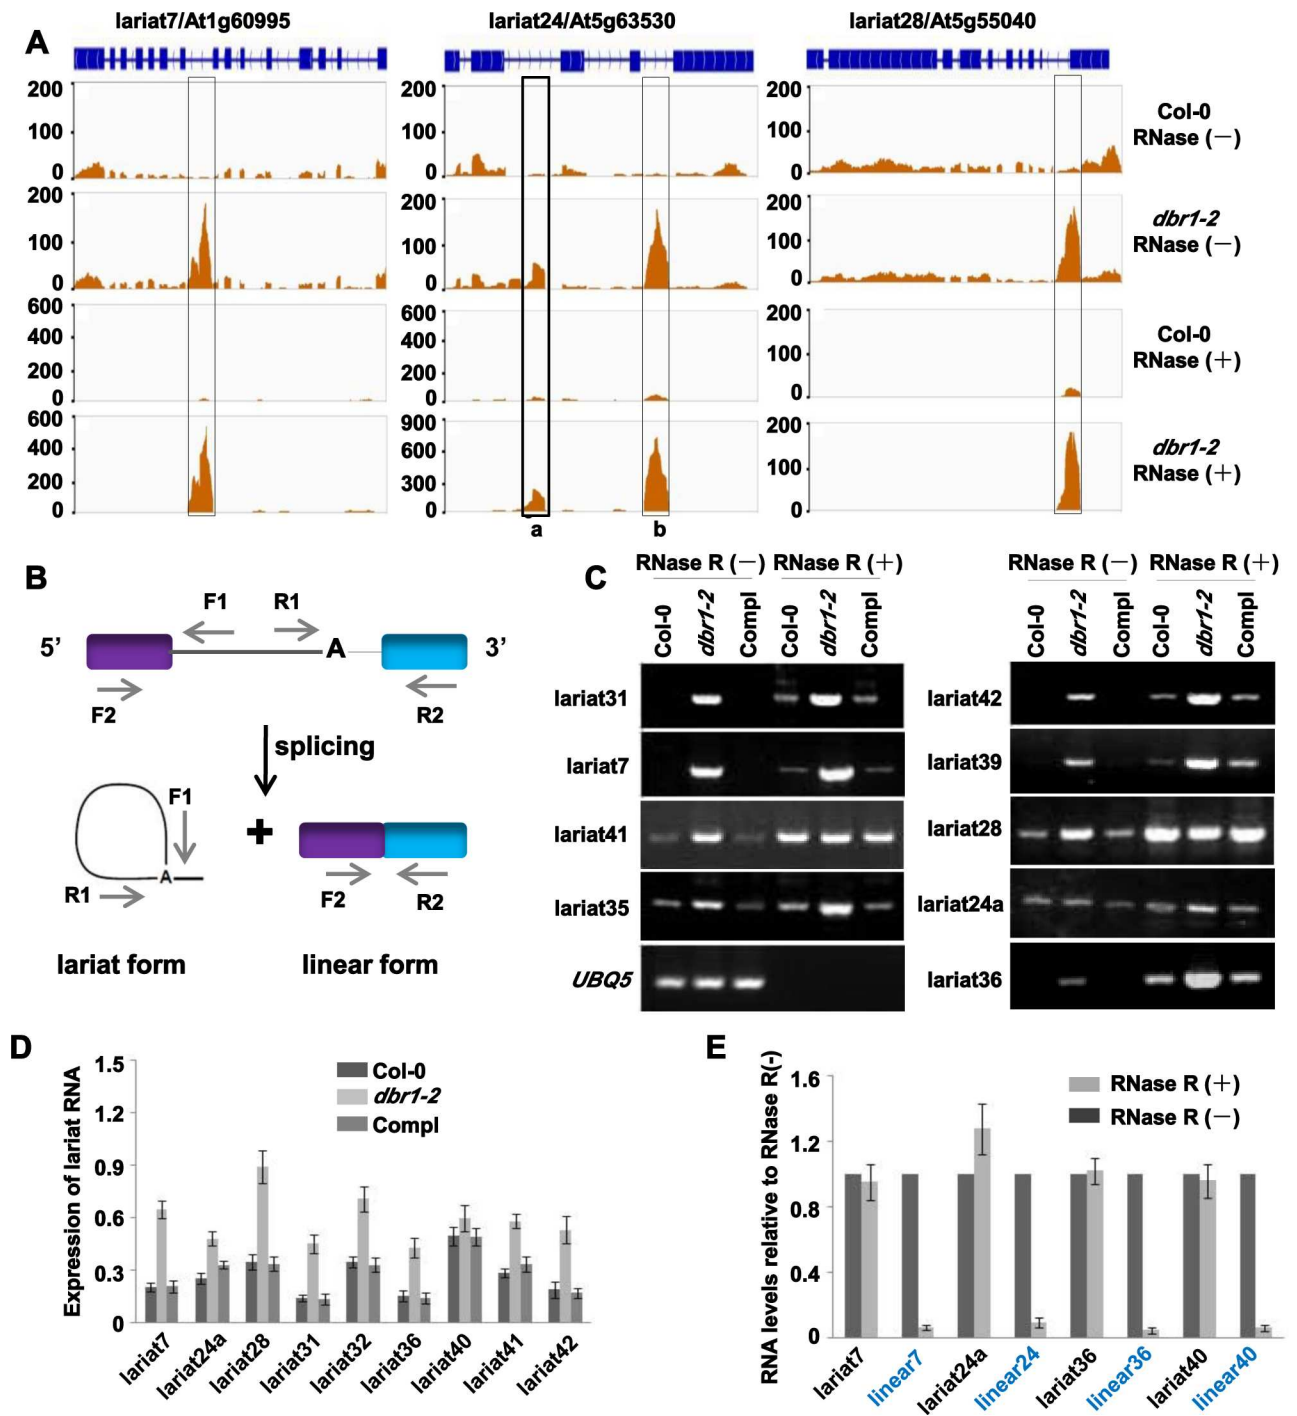 A
lariat7/At1g60995 lariat24/At5g63530 lariat28/At5g55040
200 200 200
100 100 100
0 0 0
Col-0
RNase (−)
200 200 200
100 100 100
0 0 0
dbr1-2
RNase (−)
600 600 200
400 400 100
200 200 0
0 0
Col-0
RNase (+)
600 900 200
400 600 100
200 300 0
0 0
dbr1-2
RNase (+)
a b
B
F1 R1
5’ A 3’
F2 R2
splicing
F1
+
R1 A
F2 R2
lariat form linear form
C
RNase R (−) RNase R (+) RNase R (−) RNase R (+)
Col-0 dbr1-2 Compl Col-0 dbr1-2 Compl Col-0 dbr1-2 Compl Col-0 dbr1-2 Compl
lariat31 lariat42
lariat7 lariat39
lariat41 lariat28
lariat35 lariat24a
UBQ5 lariat36
D
Expression of lariat RNA
1.5
1.2
0.9
0.6
0.3
0
Col-0
dbr1-2
Compl
lariat7 lariat24a lariat28 lariat31 lariat32 lariat36 lariat40 lariat41 lariat42
E
RNA levels relative to RNase R(-)
1.6
1.2
0.8
0.4
0
RNase R (+)
RNase R (−)
lariat7 linear7 lariat24a linear24 lariat36 linear36 lariat40 linear40